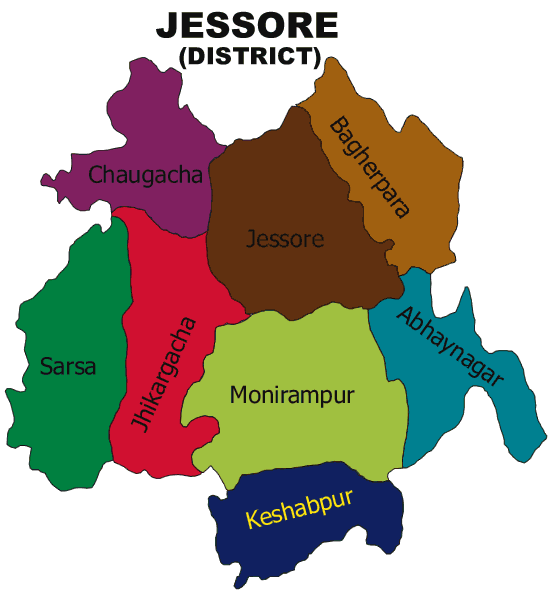 JESSORE
(DISTRICT)
Bagherpara
Chaugacha
Jessore
Abhaynagar
Sarsa
Jhikargacha
Monirampur
Keshabpur